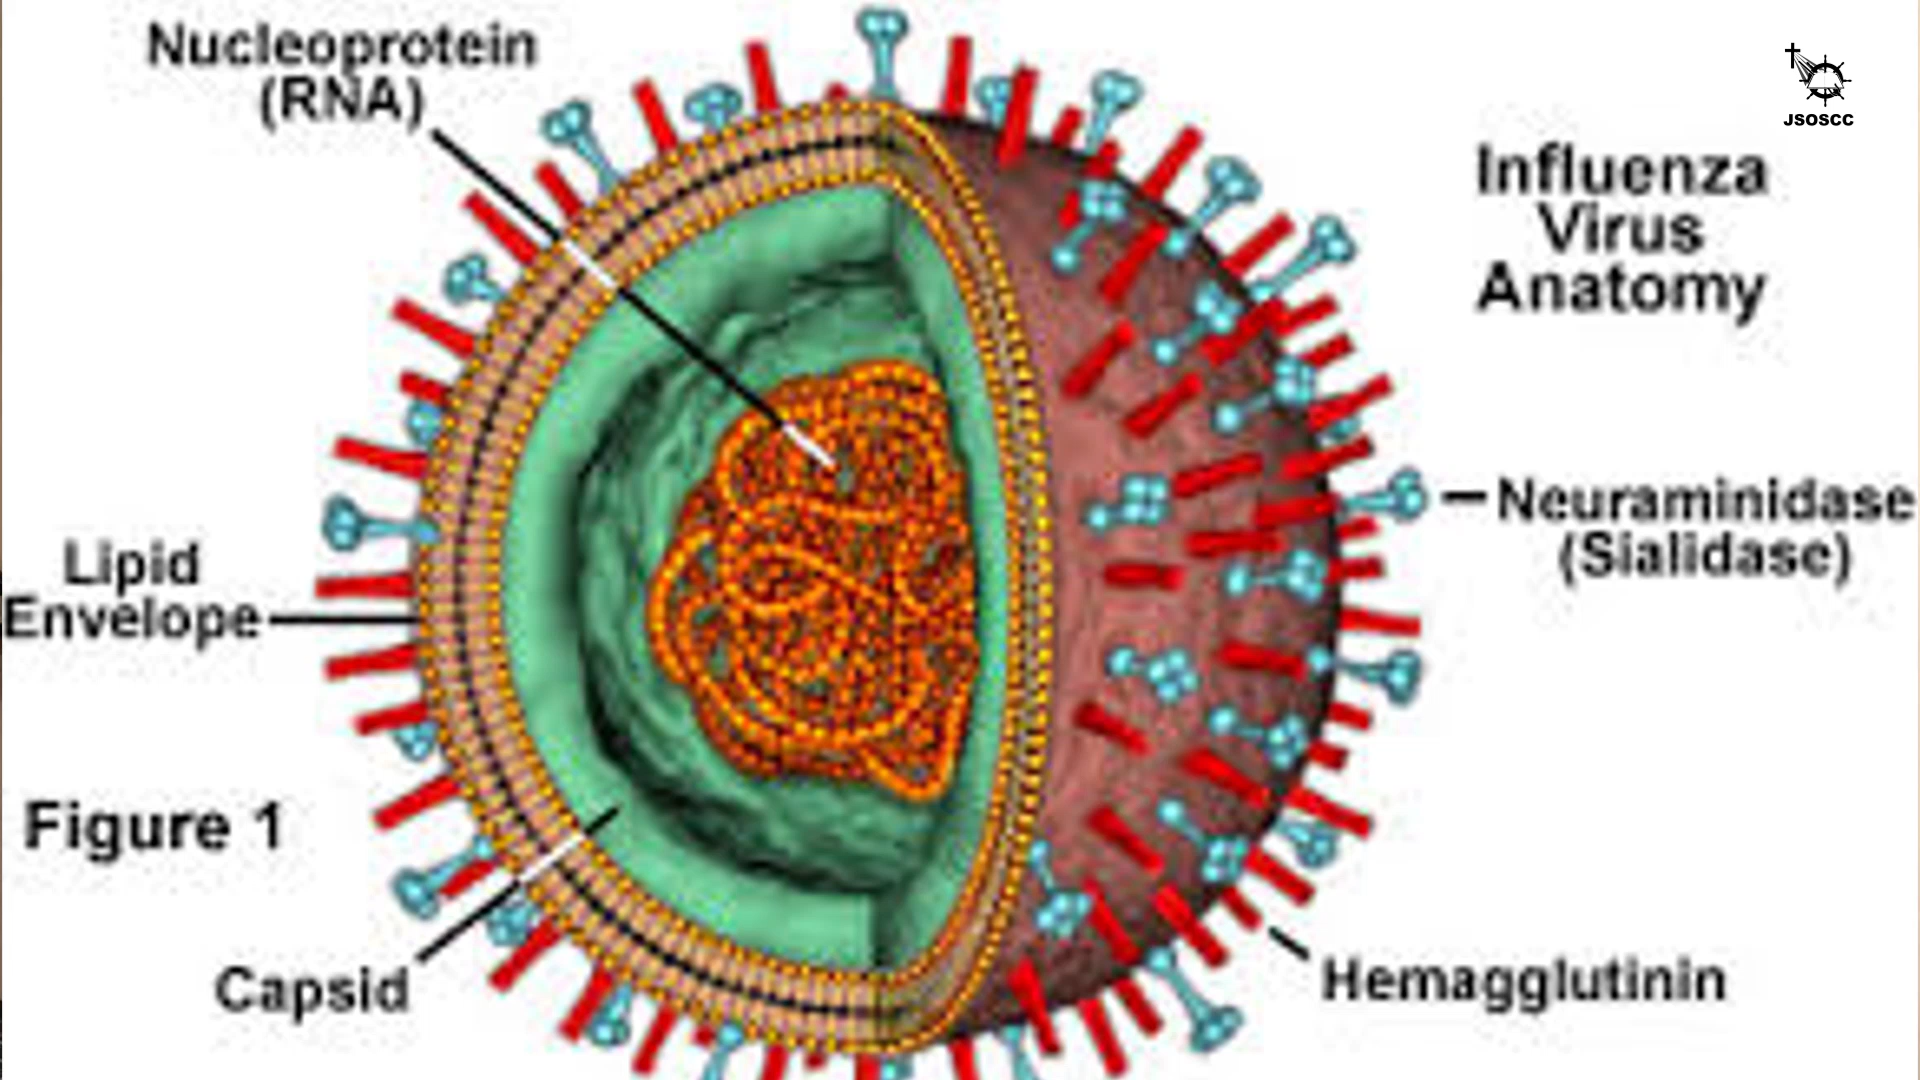 Nucleoprotein
(RNA)
JSOSCC
Influenza
Virus
Anatomy
Neuraminidase
(Sialidase)
Lipid
Envelope
Figure 1
Capsid
Hemagglutinin